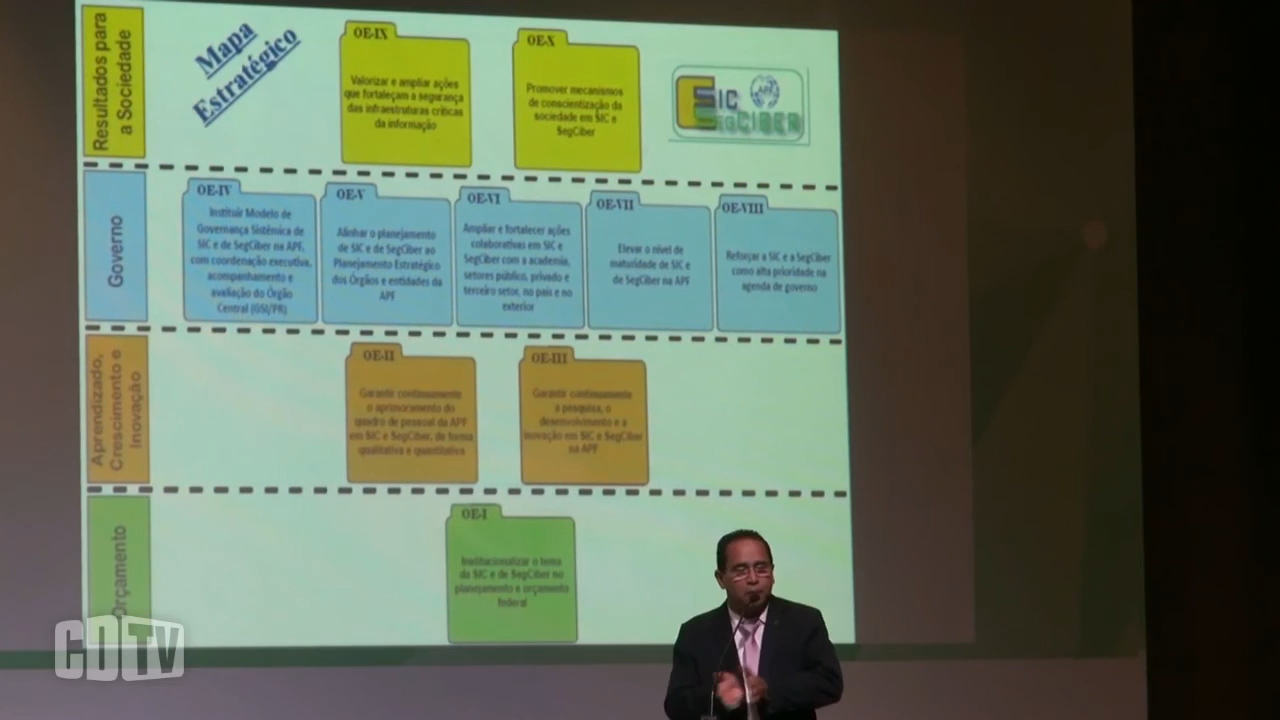 Resultados para
a Sociedade
Mapa
Estratégico
OE-IX
Valorizar e ampliar ações
que fortaleçam a segurança
das infraestruturas críticas
da informação
OE-X
Promover mecanismos
de conscientização da
sociedade em SIC e
SegCiber
SIC
SEGCIBER
APF
Governo
OE-IV
Instituir Modelo de
Governança Sistêmica de
SIC e de SegCiber na APF,
com coordenação executiva,
acompanhamento e
avaliação do Órgão
Central (GSI/PR)
OE-V
Alinhar o planejamento
de SIC e de SegCiber ao
Planejamento Estratégico
dos Órgãos e entidades da
APF
OE-VI
Ampliar e fortalecer ações
colaborativas em SIC e
SegCiber com a academia,
setores público, privado e
terceiro setor, no país e no
exterior
OE-VII
Elevar o nível de
maturidade de SIC e
de SegCiber na APF
OE-VIII
Reforçar a SIC e a SegCiber
como alta prioridade na
agenda de governo
Aprendizado,
Crescimento e
Inovação
OE-II
Garantir continuamente
o aprimoramento do
quadro de pessoal da APF
em SIC e SegCiber, de forma
qualitativa e quantitativa
OE-III
Garantir continuamente
a pesquisa, o
desenvolvimento e a
inovação em SIC e SegCiber
na APF
Orçamento
OE-I
Institucionalizar o tema
da SIC e de SegCiber no
planejamento e orçamento
federal
CDTV